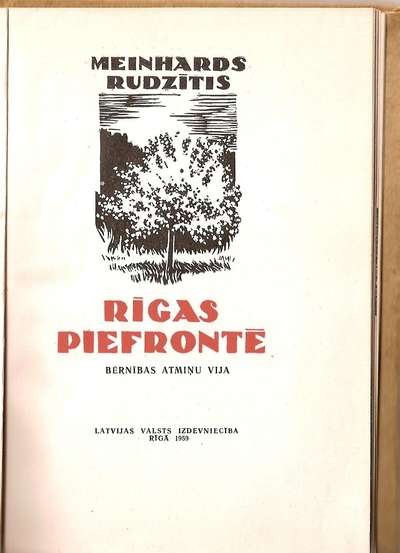 MEINHARDS
RUDZĪTIS
RĪGAS
PIEFRONTĒ
BĒRNĪBAS ATMIŅU VIJA
LATVIJAS VALSTS IZDEVNIECĪBA
RĪGĀ 1959